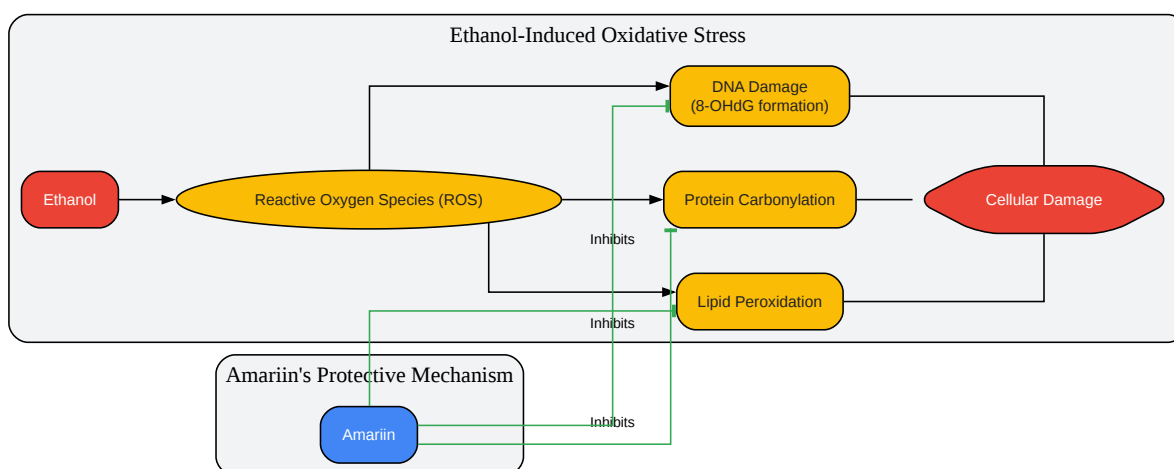 Ethanol-Induced Oxidative Stress
DNA Damage
(8-OHdG formation)
Ethanol
Reactive Oxygen Species (ROS)
Protein Carbonylation
Cellular Damage
Inhibits
Lipid Peroxidation
Inhibits
Amariin's Protective Mechanism
Inhibits
Amariin